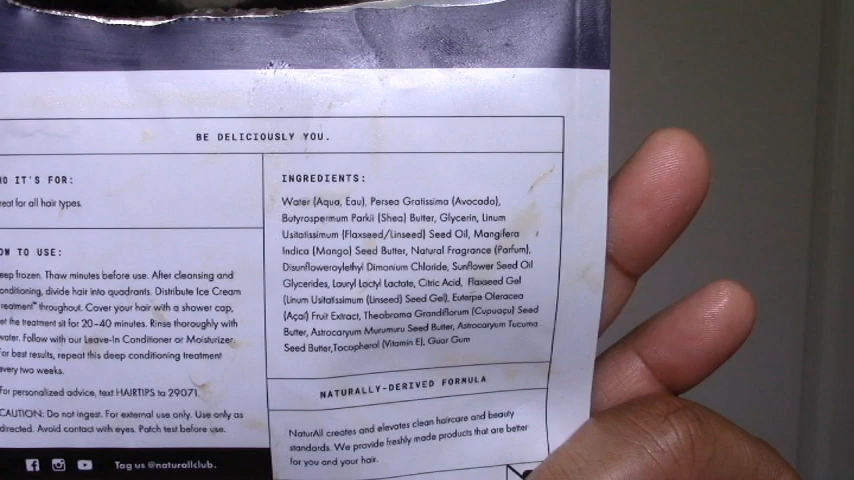 BE DELICIOUSLY YOU.
O IT'S FOR:
reat for all hair types.
OW TO USE:
eep frozen. Thaw minutes before use. After cleansing and
onditioning, divide hair into quadrants. Distribute Ice Cream
reatment™ throughout. Cover your hair with a shower cap,
et the treatment sit for 20-40 minutes. Rinse thoroughly with
water. Follow with our Leave-In Conditioner or Moisturizer.
For best results, repeat this deep conditioning treatment
every two weeks.
For personalized advice, text HAIRTIPS to 29071.
CAUTION: Do not ingest. For external use only. Use only as
directed. Avoid contact with eyes. Patch test before use.
Tag us @naturallclub.
INGREDIENTS:
Water (Aqua, Eau), Persea Gratissima (Avocado),
Butyrospermum Parkii (Shea) Butter, Glycerin, Linum
Usitatissimum (Flaxseed/Linseed) Seed Oil, Mangifera
Indica (Mango) Seed Butter, Natural Fragrance (Parfum),
Disunfloweroylethyl Dimonium Chloride, Sunflower Seed Oil
Glycerides, Lauryl Lactyl Lactate, Citric Acid, Flaxseed Gel
(Linum Usitatissimum (Linseed) Seed Gel), Euterpe Oleracea
(Açaí) Fruit Extract, Theobroma Grandiflorum (Cupuaçu) Seed
Butter, Astrocaryum Murumuru Seed Butter, Astrocaryum Tucuma
Seed Butter,Tocopherol (Vitamin E), Guar Gum
NATURALLY-DERIVED FORMULA
NaturAll creates and elevates clean haircare and beauty
standards. We provide freshly made products that are better
for you and your hair.